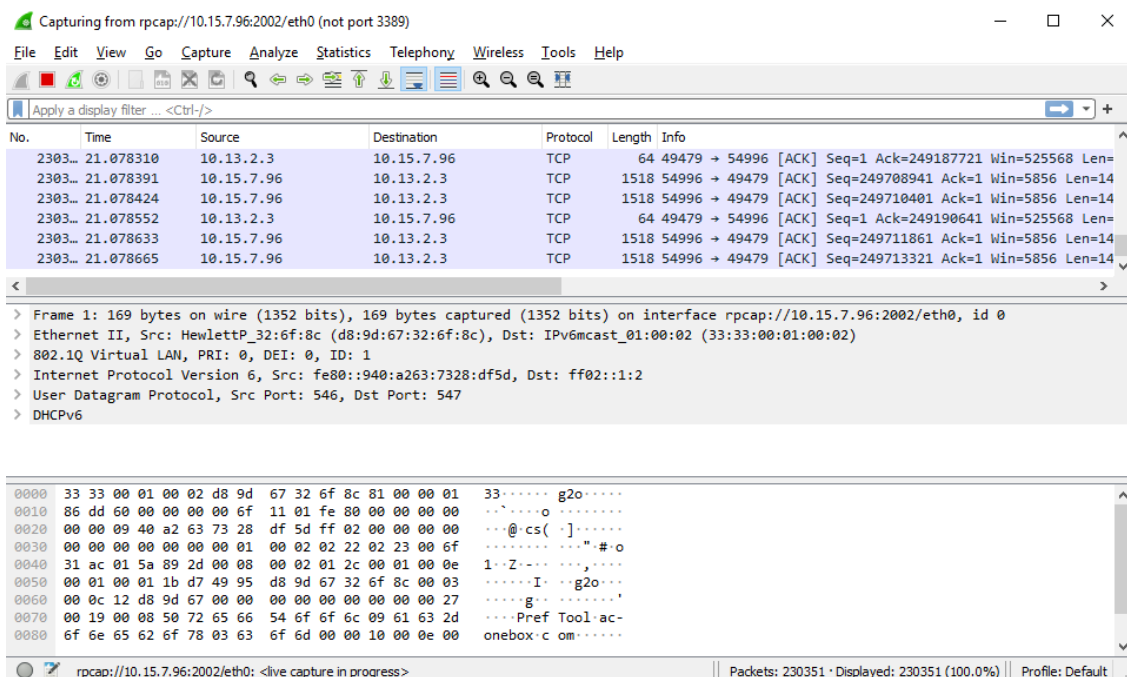 Capturing from rpcap://10.15.7.96:2002/eth0 (not port 3389)
File Edit View Go Capture Analyze Statistics Telephony Wireless Tools Help
Apply a display filter ... <Ctrl-/>
No. Time Source Destination Protocol Length Info
2303… 21.078310 10.13.2.3 10.15.7.96 TCP 64 49479 → 54996 [ACK] Seq=1 Ack=249187721 Win=525568 Len=
2303… 21.078391 10.15.7.96 10.13.2.3 TCP 1518 54996 → 49479 [ACK] Seq=249708941 Ack=1 Win=5856 Len=14
2303… 21.078424 10.15.7.96 10.13.2.3 TCP 1518 54996 → 49479 [ACK] Seq=249710401 Ack=1 Win=5856 Len=14
2303… 21.078552 10.13.2.3 10.15.7.96 TCP 64 49479 → 54996 [ACK] Seq=1 Ack=249190641 Win=525568 Len=
2303… 21.078633 10.15.7.96 10.13.2.3 TCP 1518 54996 → 49479 [ACK] Seq=249711861 Ack=1 Win=5856 Len=14
2303… 21.078665 10.15.7.96 10.13.2.3 TCP 1518 54996 → 49479 [ACK] Seq=249713321 Ack=1 Win=5856 Len=14
> Frame 1: 169 bytes on wire (1352 bits), 169 bytes captured (1352 bits) on interface rpcap://10.15.7.96:2002/eth0, id 0
> Ethernet II, Src: HewlettP_32:6f:8c (d8:9d:67:32:6f:8c), Dst: IPv6mcast_01:00:02 (33:33:00:01:00:02)
> 802.1Q Virtual LAN, PRI: 0, DEI: 0, ID: 1
> Internet Protocol Version 6, Src: fe80::940:a263:7328:df5d, Dst: ff02::1:2
> User Datagram Protocol, Src Port: 546, Dst Port: 547
> DHCPv6
0000 33 33 00 01 00 02 d8 9d 67 32 6f 8c 81 00 00 01 33······ g2o·····
0010 86 dd 60 00 00 00 00 6f 11 01 fe 80 00 00 00 00 ··`····o ········
0020 00 00 09 40 a2 63 73 28 df 5d ff 02 00 00 00 00 ···@·cs( ·]······
0030 00 00 00 00 00 00 00 01 00 02 02 22 02 23 00 6f ········ ···"·#·o
0040 31 ac 01 5a 89 2d 00 08 00 02 01 2c 00 01 00 0e 1··Z·-·· ···,····
0050 00 01 00 01 1b d7 49 95 d8 9d 67 32 6f 8c 00 03 ······I· ··g2o···
0060 00 0c 12 d8 9d 67 00 00 00 00 00 00 00 00 00 27 ·····g·· ·······'
0070 00 19 00 08 50 72 65 66 54 6f 6f 6c 09 61 63 2d ····Pref Tool·ac-
0080 6f 6e 65 62 6f 78 03 63 6f 6d 00 00 10 00 0e 00 onebox·c om······
rpcap://10.15.7.96:2002/eth0: <live capture in progress> Packets: 230351 · Displayed: 230351 (100.0%) Profile: Default